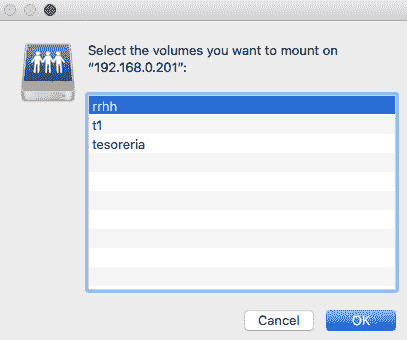 Select the volumes you want to mount on
“192.168.0.201”:
rrhh
t1
tesoreria
Cancel
OK